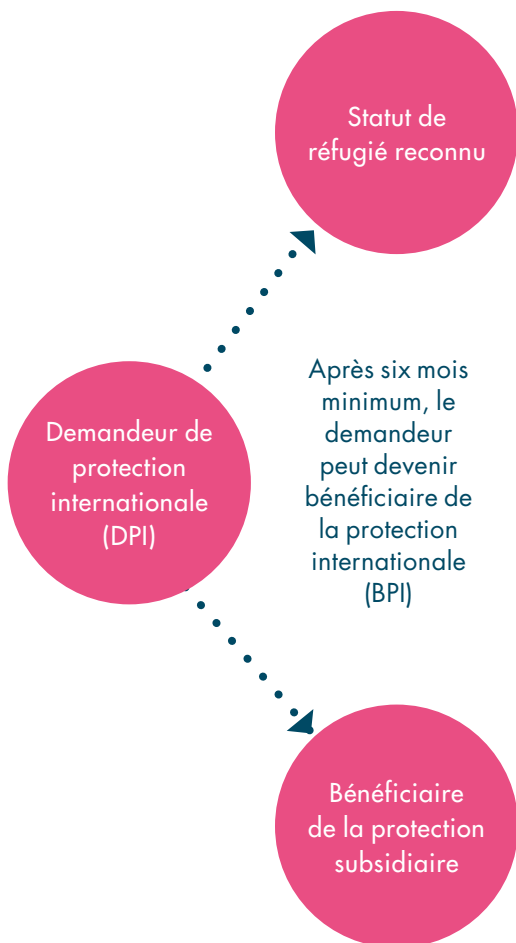 Statut de
réfugié reconnu
Demandeur de
protection
internationale
(DPI)
Après six mois
minimum, le
demandeur
peut devenir
bénéficiaire de
la protection
internationale
(BPI)
Bénéficiaire
de la protection
subsidiaire